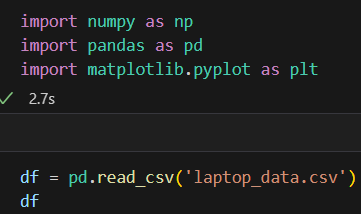 import numpy as np
import pandas as pd
import matplotlib.pyplot as plt
✓ 2.7s
df = pd.read_csv('laptop_data.csv')
df